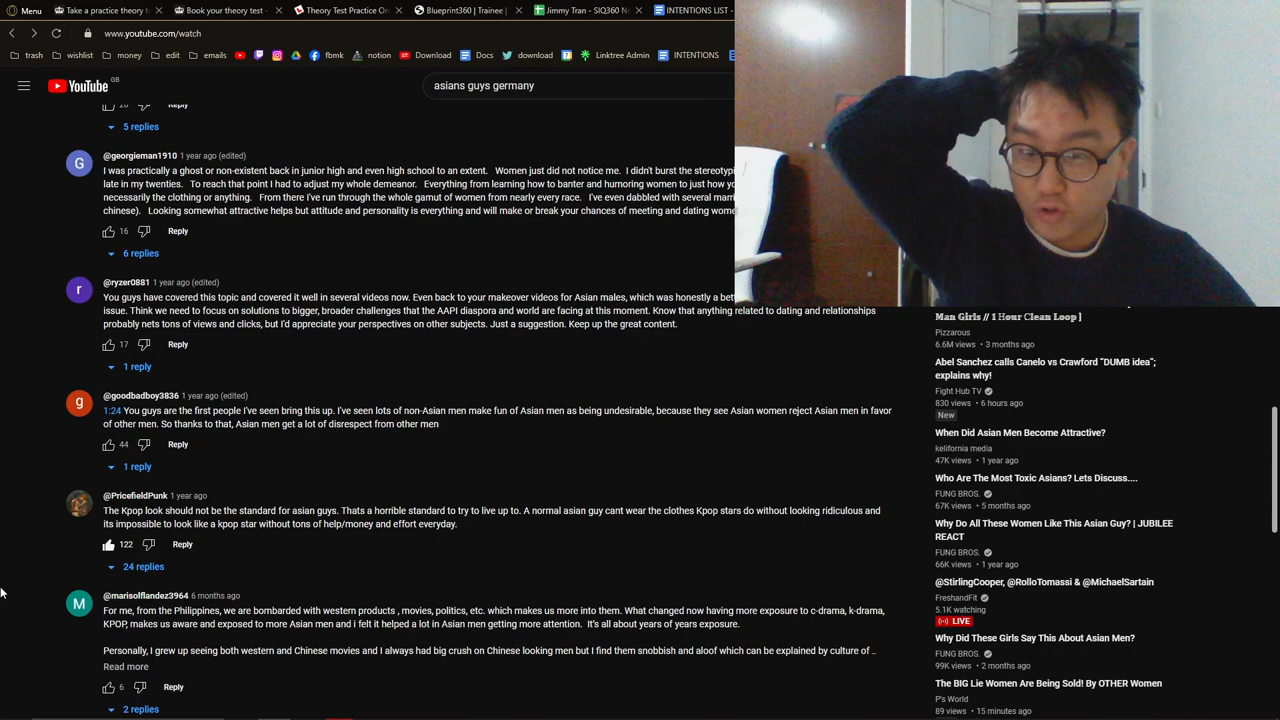 Menu
Take a practice theory t
Book your theory test -
Theory Test Practice On
Blueprint360 | Trainee |
Jimmy Tran - SIQ360 N
INTENTIONS LIST -
www.youtube.com/watch
trash
wishlist
money
edit
emails
fbmk
notion
Download
Docs
download
Linktree Admin
INTENTIONS
YouTube GB
asians guys germany
Reply
5 replies
@georgieman1910 1 year ago (edited)
I was practically a ghost or non-existent back in junior high and even high school to an extent. Women just did not notice me. I didn't burst the stereotypi
late in my twenties. To reach that point I had to adjust my whole demeanor. Everything from learning how to banter and humoring women to just how yo
necessarily the clothing or anything. From there I've run through the whole gamut of women from nearly every race. I've even dabbled with several marri
chinese). Looking somewhat attractive helps but attitude and personality is everything and will make or break your chances of meeting and dating wome
16 Reply
6 replies
@ryzer0881 1 year ago (edited)
You guys have covered this topic and covered it well in several videos now. Even back to your makeover videos for Asian males, which was honestly a bet
issue. Think we need to focus on solutions to bigger, broader challenges that the AAPI diaspora and world are facing at this moment. Know that anything related to dating and relationships
probably nets tons of views and clicks, but I'd appreciate your perspectives on other subjects. Just a suggestion. Keep up the great content.
17 Reply
1 reply
@goodbadboy3836 1 year ago (edited)
1:24 You guys are the first people I've seen bring this up. I've seen lots of non-Asian men make fun of Asian men as being undesirable, because they see Asian women reject Asian men in favor
of other men. So thanks to that, Asian men get a lot of disrespect from other men
44 Reply
1 reply
@PricefieldPunk 1 year ago
The Kpop look should not be the standard for asian guys. Thats a horrible standard to try to live up to. A normal asian guy cant wear the clothes Kpop stars do without looking ridiculous and
its impossible to look like a kpop star without tons of help/money and effort everyday.
122 Reply
24 replies
@marisolflandez3964 6 months ago
For me, from the Philippines, we are bombarded with western products , movies, politics, etc. which makes us more into them. What changed now having more exposure to c-drama, k-drama,
KPOP, makes us aware and exposed to more Asian men and i felt it helped a lot in Asian men getting more attention. It's all about years of years exposure.
Personally, I grew up seeing both western and Chinese movies and I always had big crush on Chinese looking men but I find them snobbish and aloof which can be explained by culture of ..
Read more
6 Reply
2 replies
Man Girls // 1 Hour Clean Loop ]
Pizzarous
6.6M views • 3 months ago
Abel Sanchez calls Canelo vs Crawford "DUMB idea";
explains why!
Fight Hub TV
830 views • 6 hours ago
New
When Did Asian Men Become Attractive?
kelifornia media
47K views • 1 year ago
Who Are The Most Toxic Asians? Lets Discuss....
FUNG BROS.
67K views • 5 months ago
Why Do All These Women Like This Asian Guy? | JUBILEE
REACT
FUNG BROS.
66K views • 1 year ago
@StirlingCooper, @RolloTomassi & @MichaelSartain
FreshandFit
5.1K watching
LIVE
Why Did These Girls Say This About Asian Men?
FUNG BROS.
99K views • 2 months ago
The BIG Lie Women Are Being Sold! By OTHER Women
P's World
89 views • 15 minutes ago